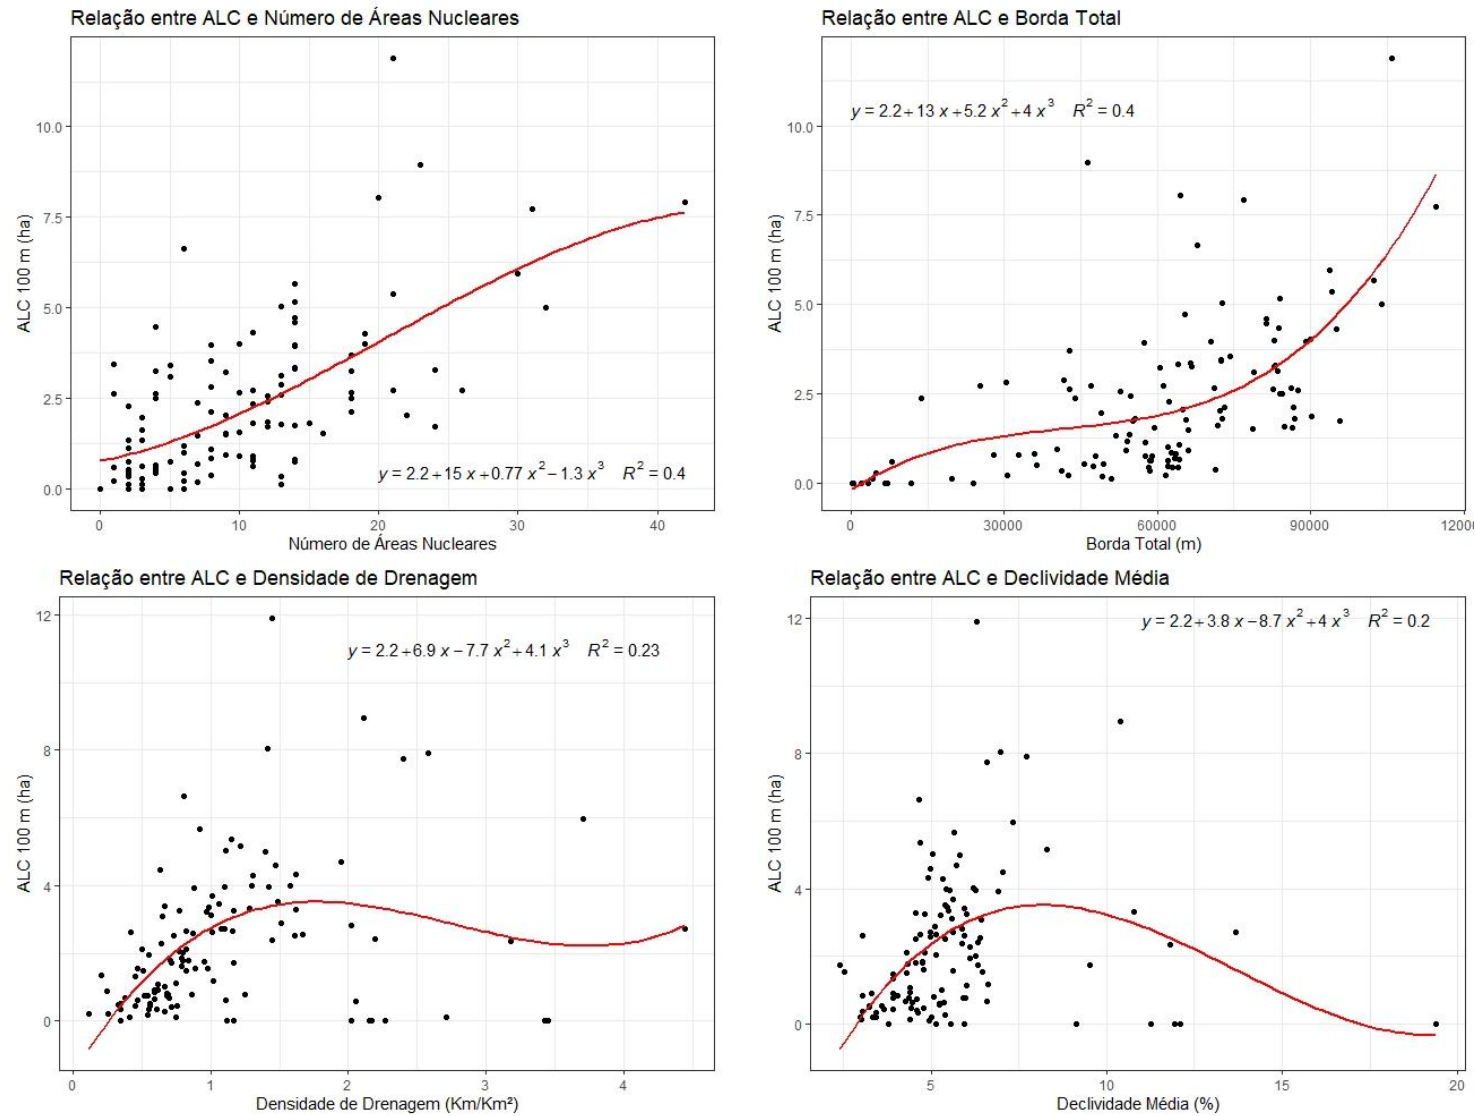 Relação entre ALC e Número de Áreas Nucleares
ALC 100 m (ha)
10.0
7.5
5.0
2.5
0.0
y = 2.2+15 x+0.77 x² − 1.3 x³ R² = 0.4
0 10 20 30 40
Número de Áreas Nucleares
Relação entre ALC e Borda Total
y = 2.2+13 x+5.2 x²+4 x³ R² = 0.4
ALC 100 m (ha)
10.0
7.5
5.0
2.5
0.0
0 30000 60000 90000 12000
Borda Total (m)
Relação entre ALC e Densidade de Drenagem
y = 2.2+6.9 x − 7.7 x²+4.1 x³ R² = 0.23
ALC 100 m (ha)
12
8
4
0
0 1 2 3 4
Densidade de Drenagem (Km/Km²)
Relação entre ALC e Declividade Média
y = 2.2+3.8 x − 8.7 x²+4 x³ R² = 0.2
ALC 100 m (ha)
12
8
4
0
5 10 15 20
Declividade Média (%)